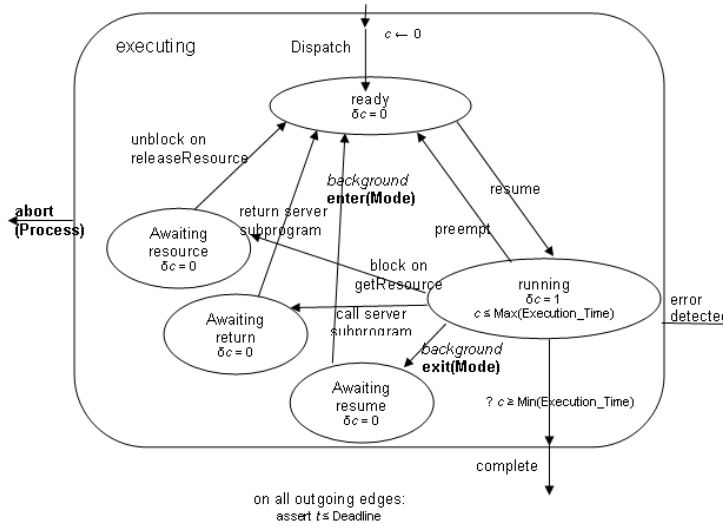 executing
c ← 0
Dispatch
ready
δc = 0
unblock on
releaseResource
background
enter(Mode)
resume
abort
(Process)
return server
subprogram
preempt
Awaiting
resource
δc = 0
block on
getResource
running
δc = 1
c ≤ Max(Execution_Time)
error
detected
Awaiting
return
δc = 0
call server
subprogram
background
exit(Mode)
Awaiting
resume
δc = 0
? c ≥ Min(Execution_Time)
complete
on all outgoing edges:
assert t ≤ Deadline